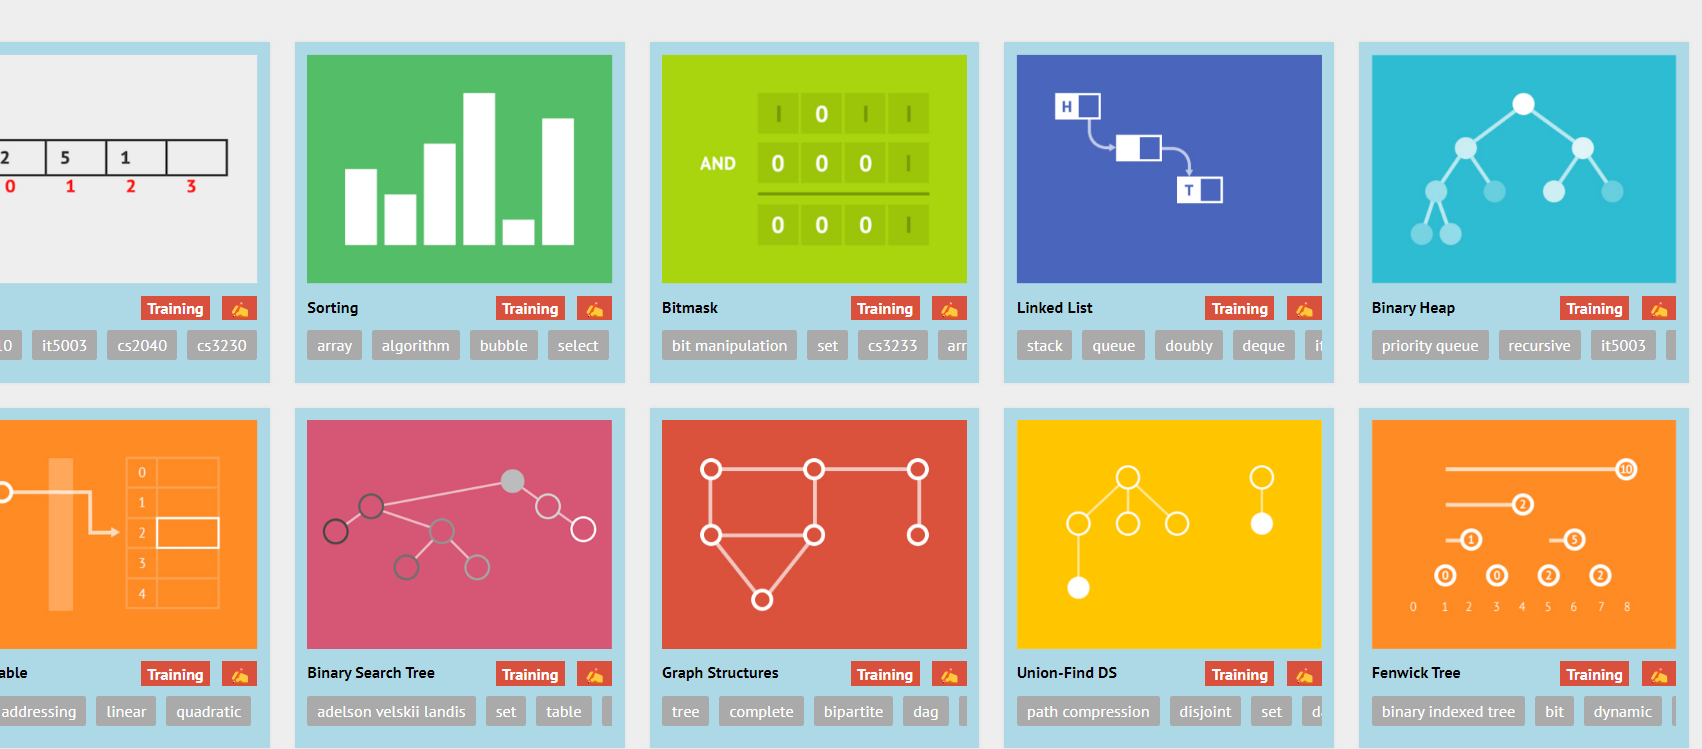 2 5 1
0 1 2 3
1 0 1 1
AND 0 0 0 1
0 0 0 1
H
T
Training
Sorting Training
Bitmask Training
Linked List Training
Binary Heap Training
it5003 cs2040 cs3230
array algorithm bubble select
bit manipulation set cs3233 arr
stack queue doubly deque
priority queue recursive it5003
0
1
2
3
4
10
2
1 5
0 0 2 2
0 1 2 3 4 5 6 7 8
able Training
Binary Search Tree Training
Graph Structures Training
Union-Find DS Training
Fenwick Tree Training
addressing linear quadratic
adelson velskii landis set table
tree complete bipartite dag
path compression disjoint set
binary indexed tree bit dynamic